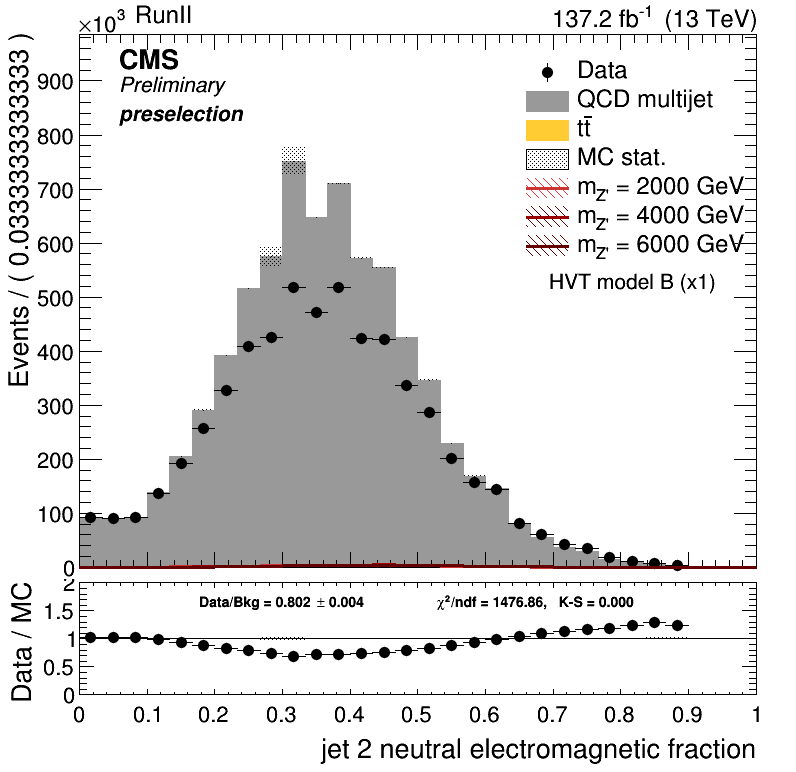 ×10³ RunII 137.2 fb⁻¹ (13 TeV)
CMS
Preliminary
preselection
Data
QCD multijet
tt̄
MC stat.
m_Z' = 2000 GeV
m_Z' = 4000 GeV
m_Z' = 6000 GeV
HVT model B (x1)
Events / ( 0.0333333333333333 )
900
800
700
600
500
400
300
200
100
0
Data/Bkg = 0.802 ± 0.004 χ²/ndf = 1476.86, K-S = 0.000
Data / MC
2
1.5
1
0.5
0
0 0.1 0.2 0.3 0.4 0.5 0.6 0.7 0.8 0.9 1
jet 2 neutral electromagnetic fraction